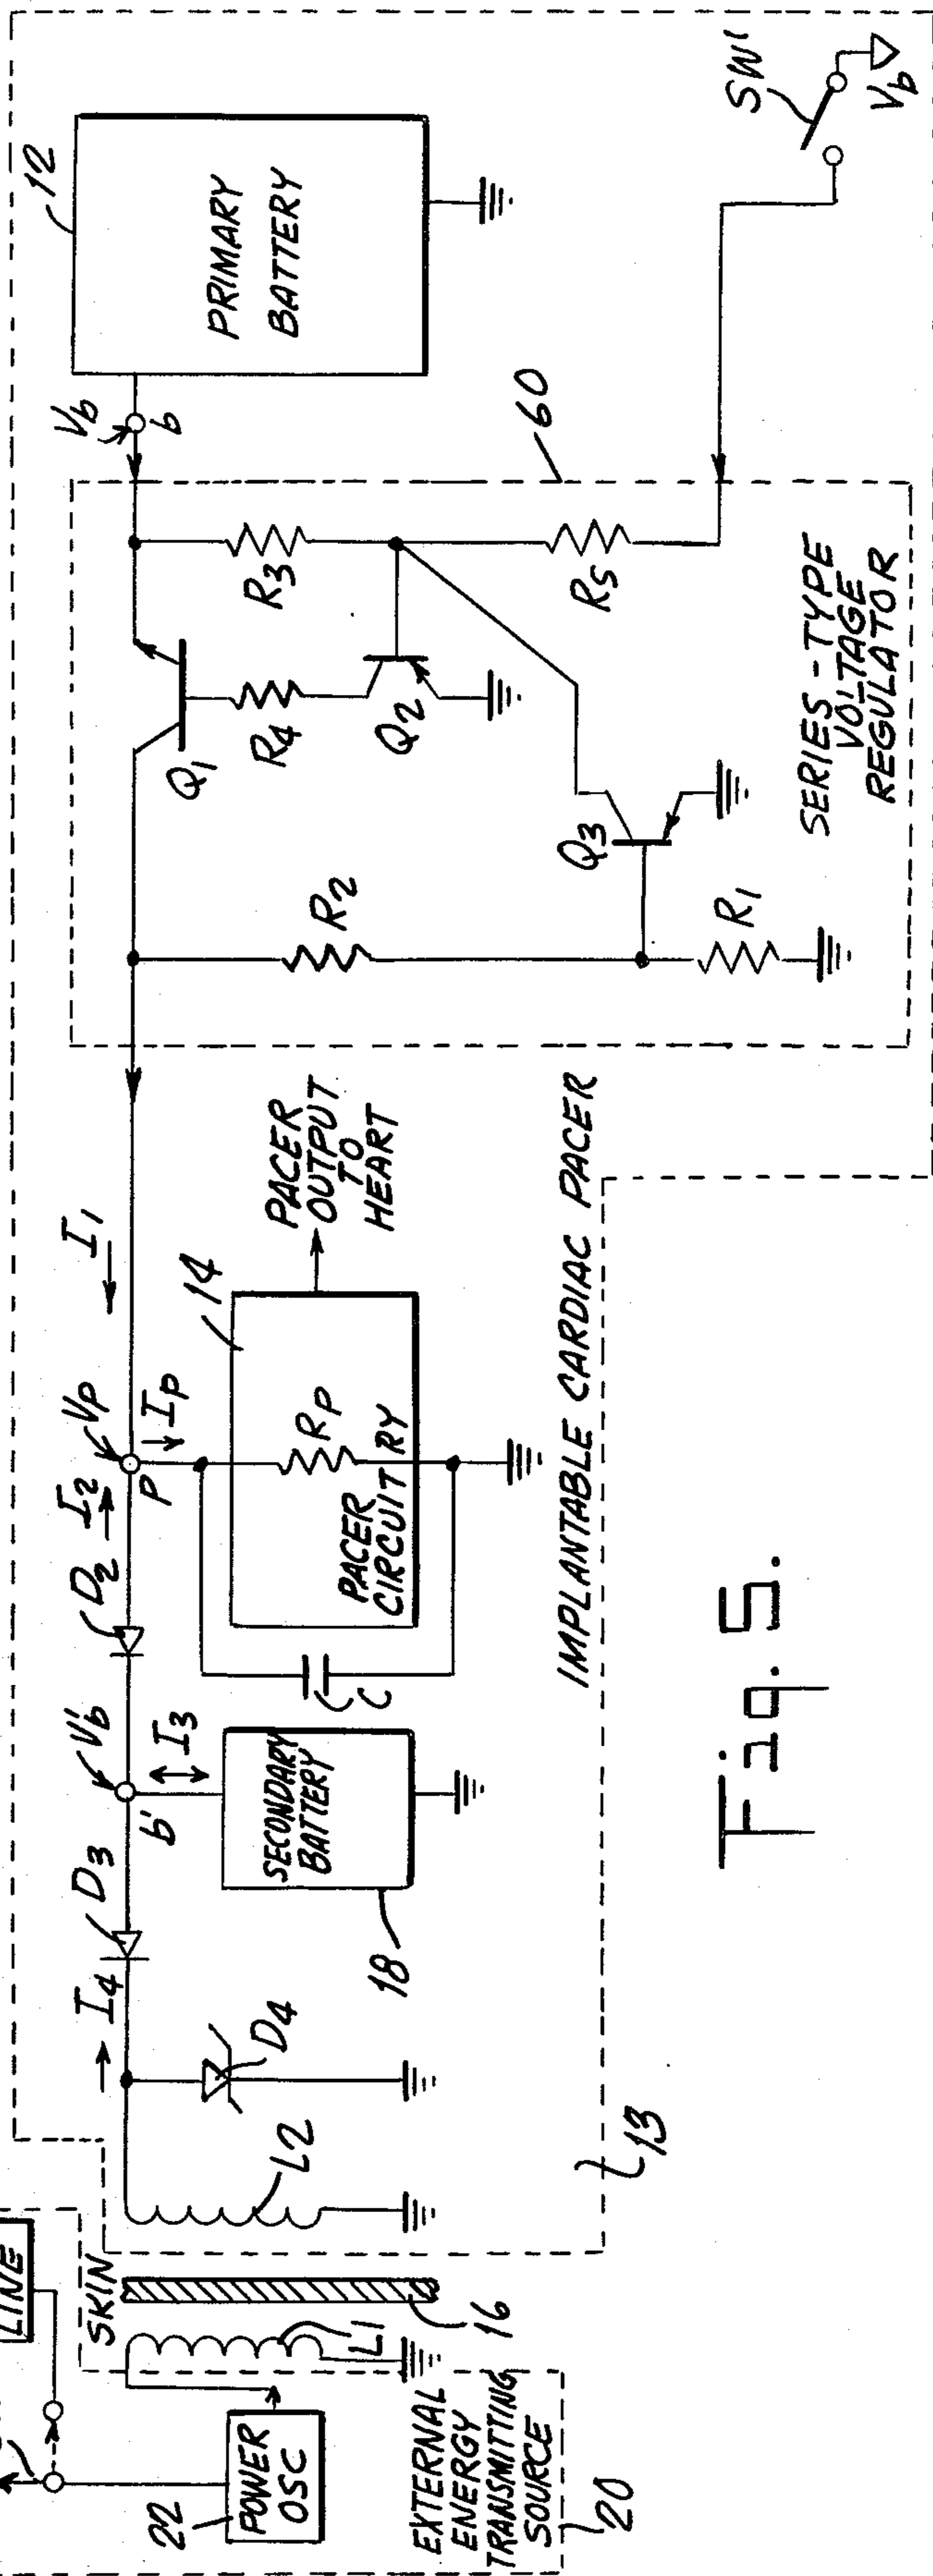 LINE
22
POWER
OSC
EXTERNAL
ENERGY
TRANSMITTING
SOURCE
20
SKIN
L1
16
L2
I4
D4
D3
V'b
b'
I3
SECONDARY
BATTERY
18
13
D2
I2
VP
P
IP
I1
C
14
RP
PACER
CIRCUITRY
PACER
OUTPUT
TO
HEART
IMPLANTABLE CARDIAC PACER
R2
R1
Q1
Q2
Q3
R4
R3
R5
SERIES-TYPE
VOLTAGE
REGULATOR
60
Vb
b
12
PRIMARY
BATTERY
SW'
Vb
Fig. 5.